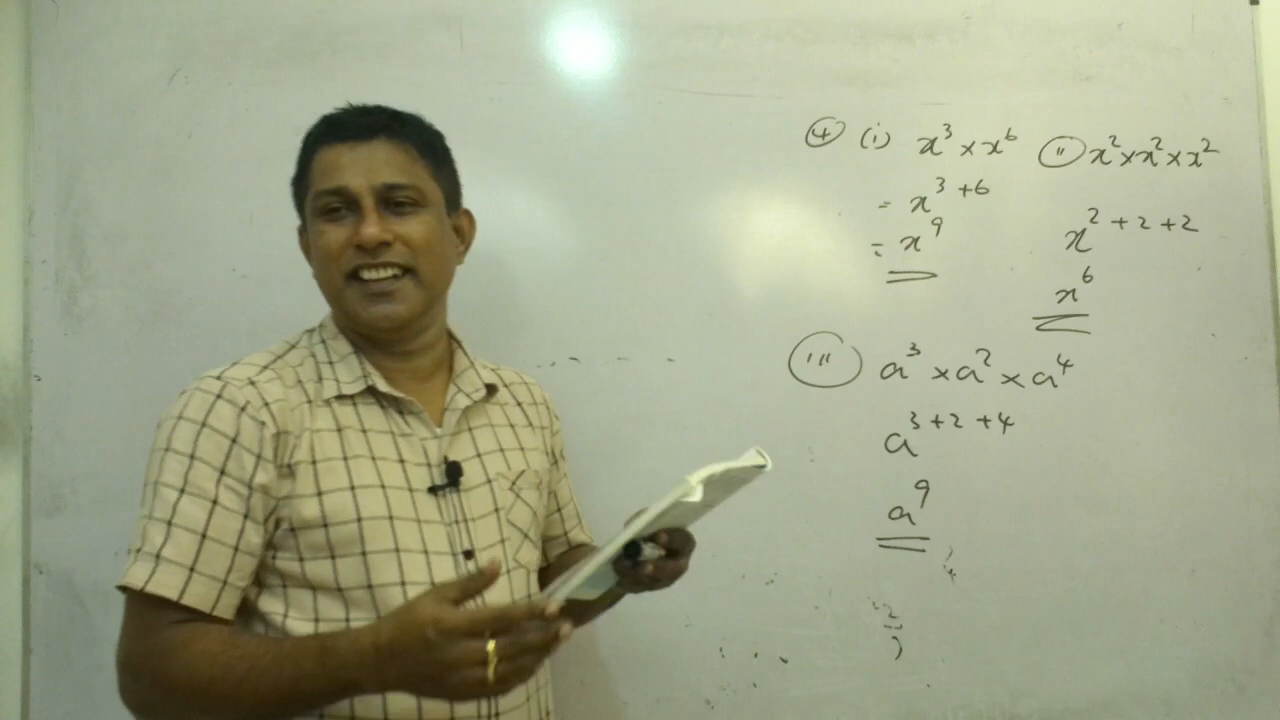 ④ (i) x³ × x⁶
= x³ ⁺ ⁶
= x⁹
(ii) x² × x² × x²
x² ⁺ ² ⁺ ²
x⁶
(iii) a³ × a² × a⁴
a³ ⁺ ² ⁺ ⁴
a⁹